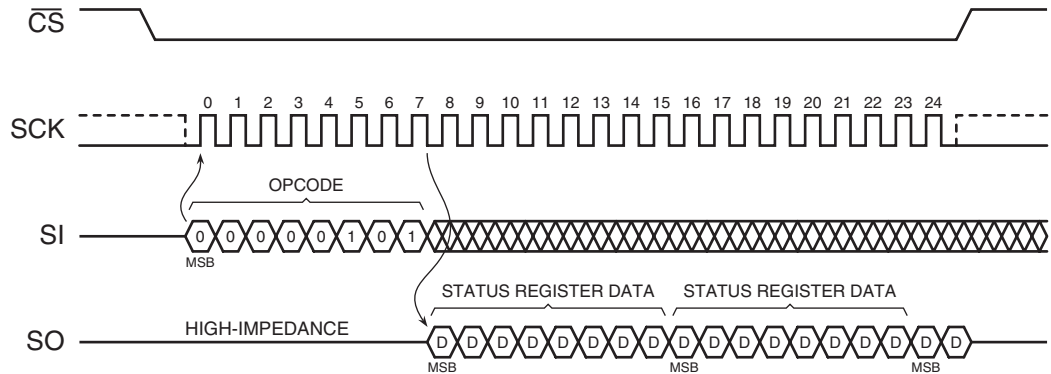 CS
0 1 2 3 4 5 6 7 8 9 10 11 12 13 14 15 16 17 18 19 20 21 22 23 24
SCK
OPCODE
SI 0 0 0 0 0 1 0 1
MSB
STATUS REGISTER DATA STATUS REGISTER DATA
HIGH-IMPEDANCE
SO D D D D D D D D D D D D D D D D D D
MSB MSB MSB